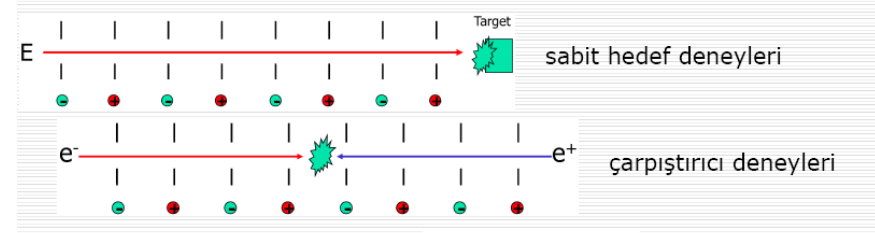 Target
E
sabit hedef deneyleri
- + - + - + - +
e- e+
çarpıştırıcı deneyleri
- + - + - + - +